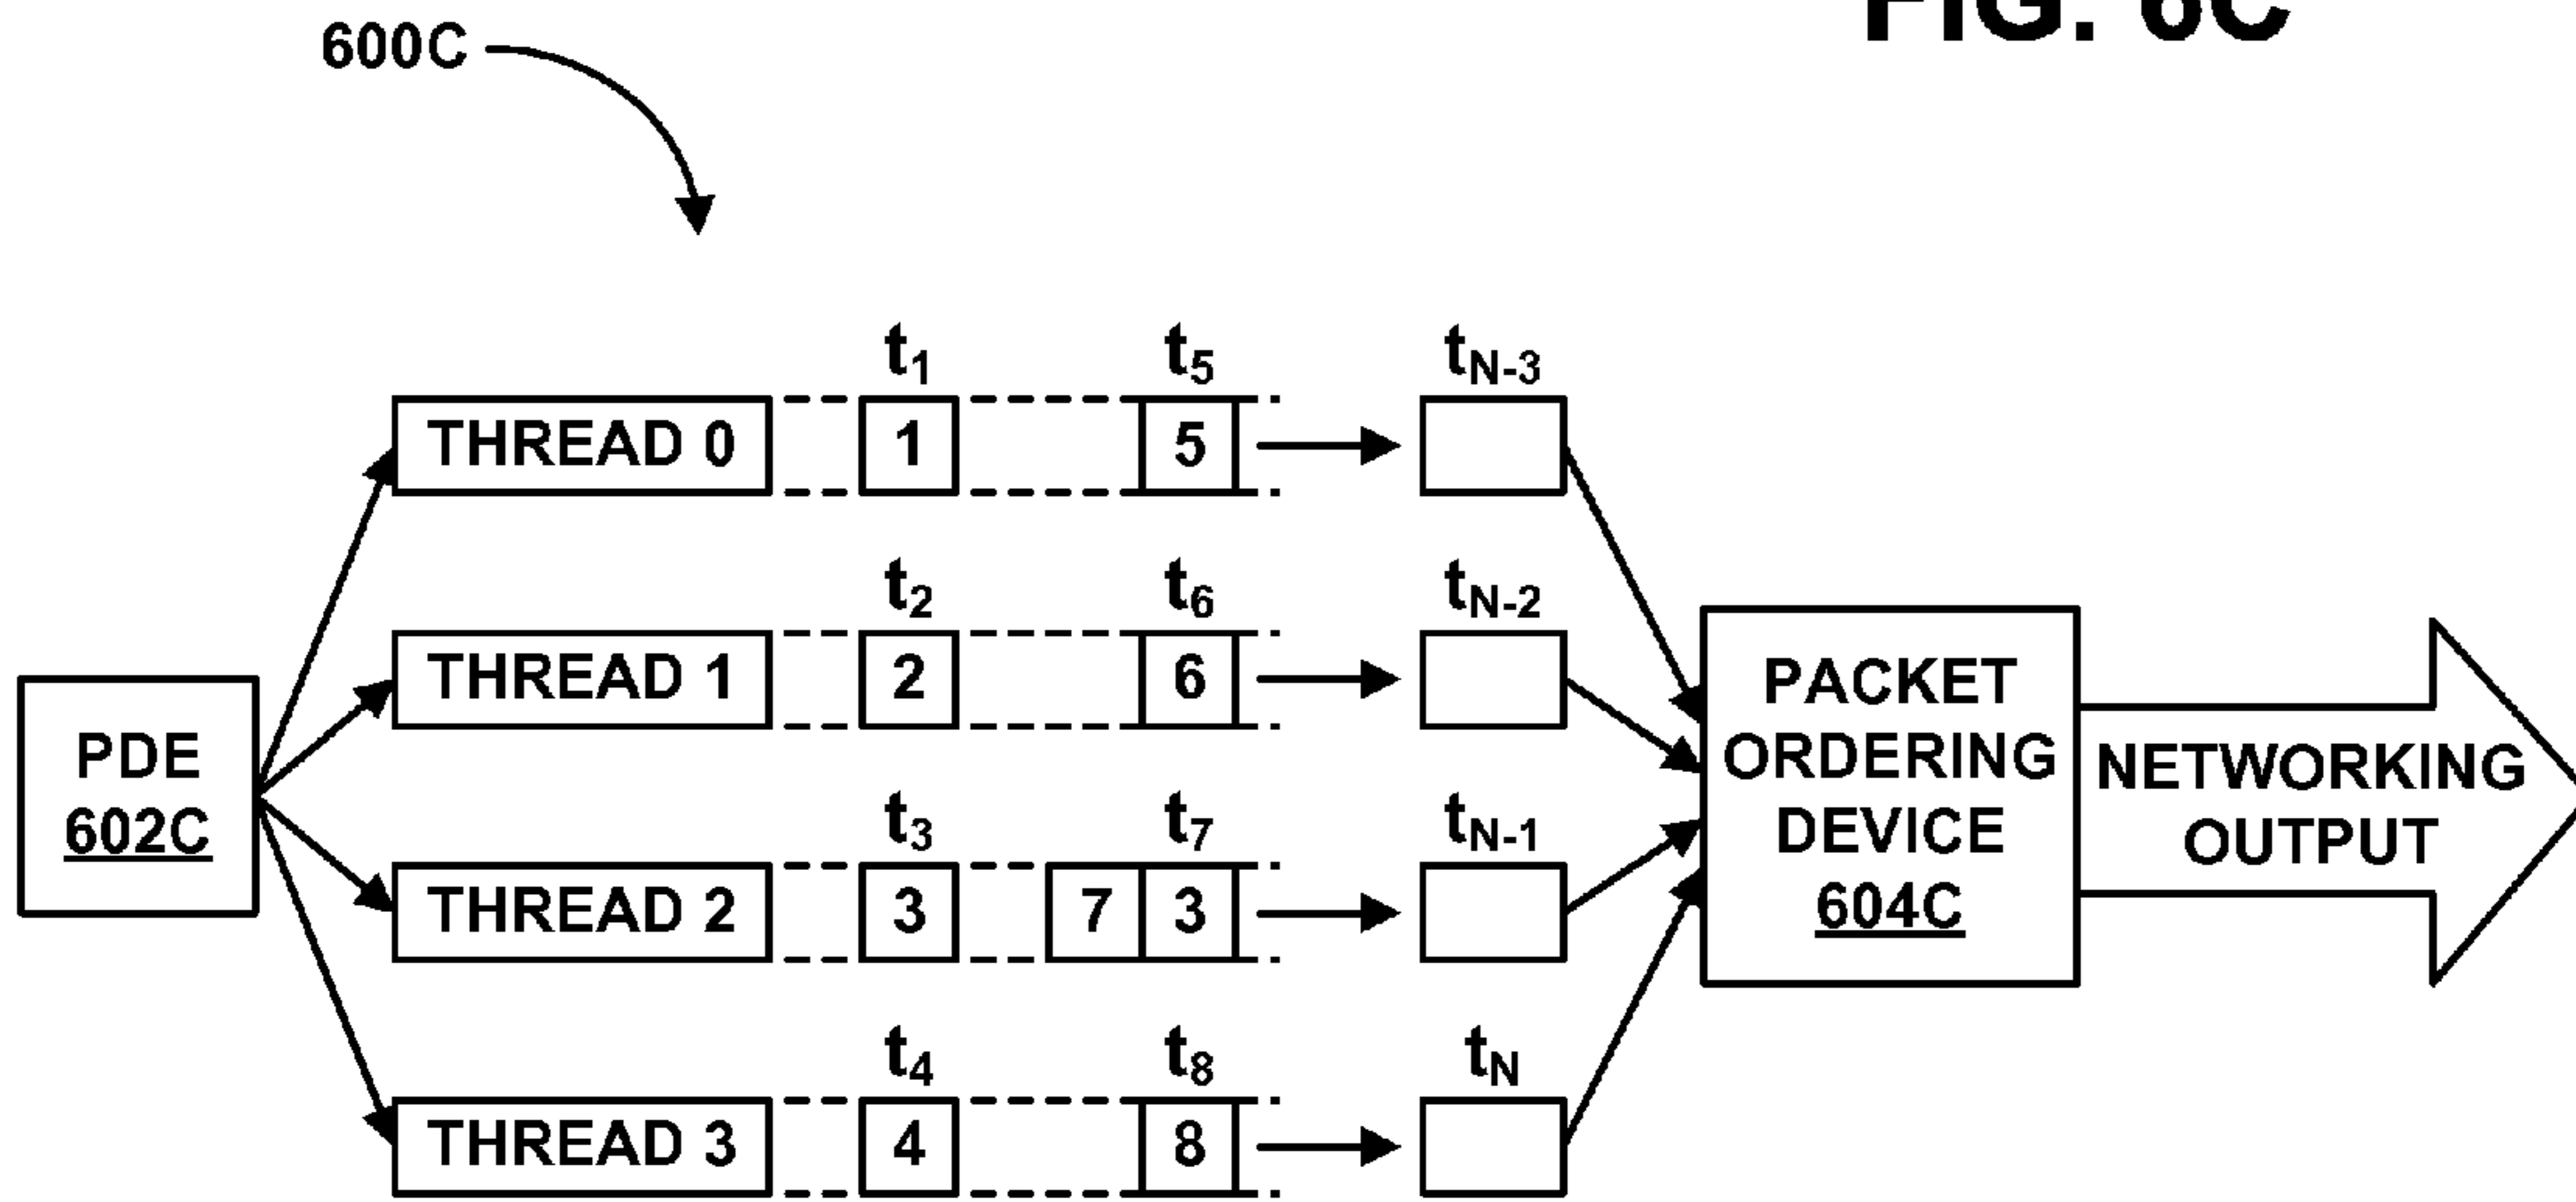 FIG. 6C
600C
t1 t5 tN-3
THREAD 0 1 5
t2 t6 tN-2
THREAD 1 2 6
PDE
602C
t3 t7 tN-1
THREAD 2 3 7 3
t4 t8 tN
THREAD 3 4 8
PACKET
ORDERING
DEVICE
604C
NETWORKING
OUTPUT